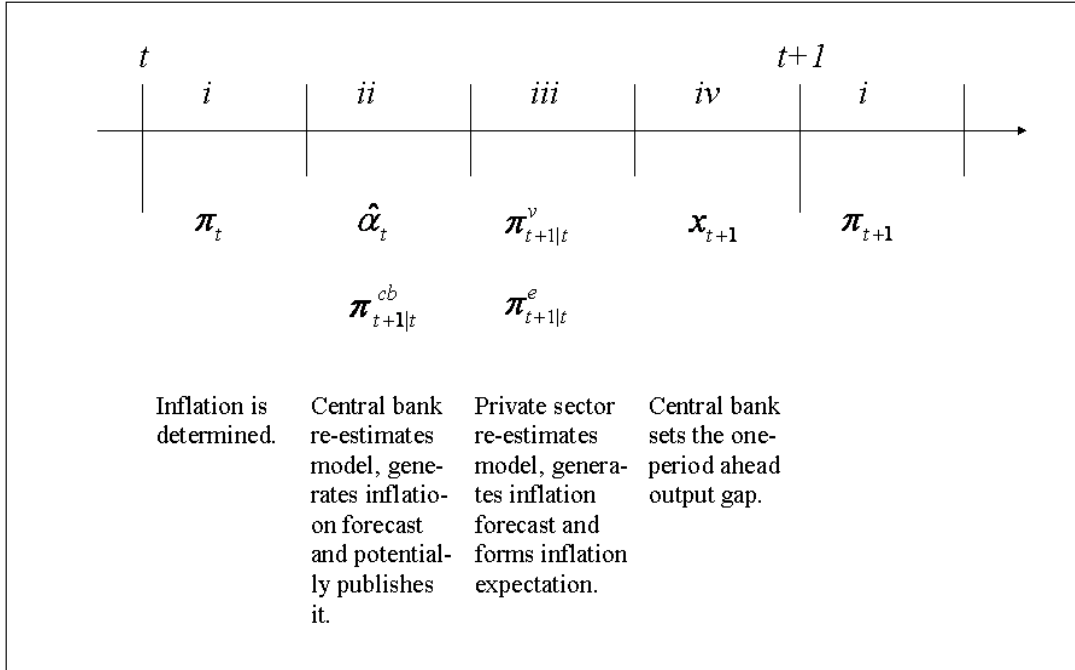 t t+1
i ii iii iv i
π_t α̂_t π^v_{t+1|t} x_{t+1} π_{t+1}
π^{cb}_{t+1|t} π^e_{t+1|t}
Inflation is
determined.
Central bank
re-estimates
model, gene-
rates inflatio-
on forecast
and potential-
ly publishes
it.
Private sector
re-estimates
model, genera-
tes inflation
forecast and
forms inflation
expectation.
Central bank
sets the one-
period ahead
output gap.